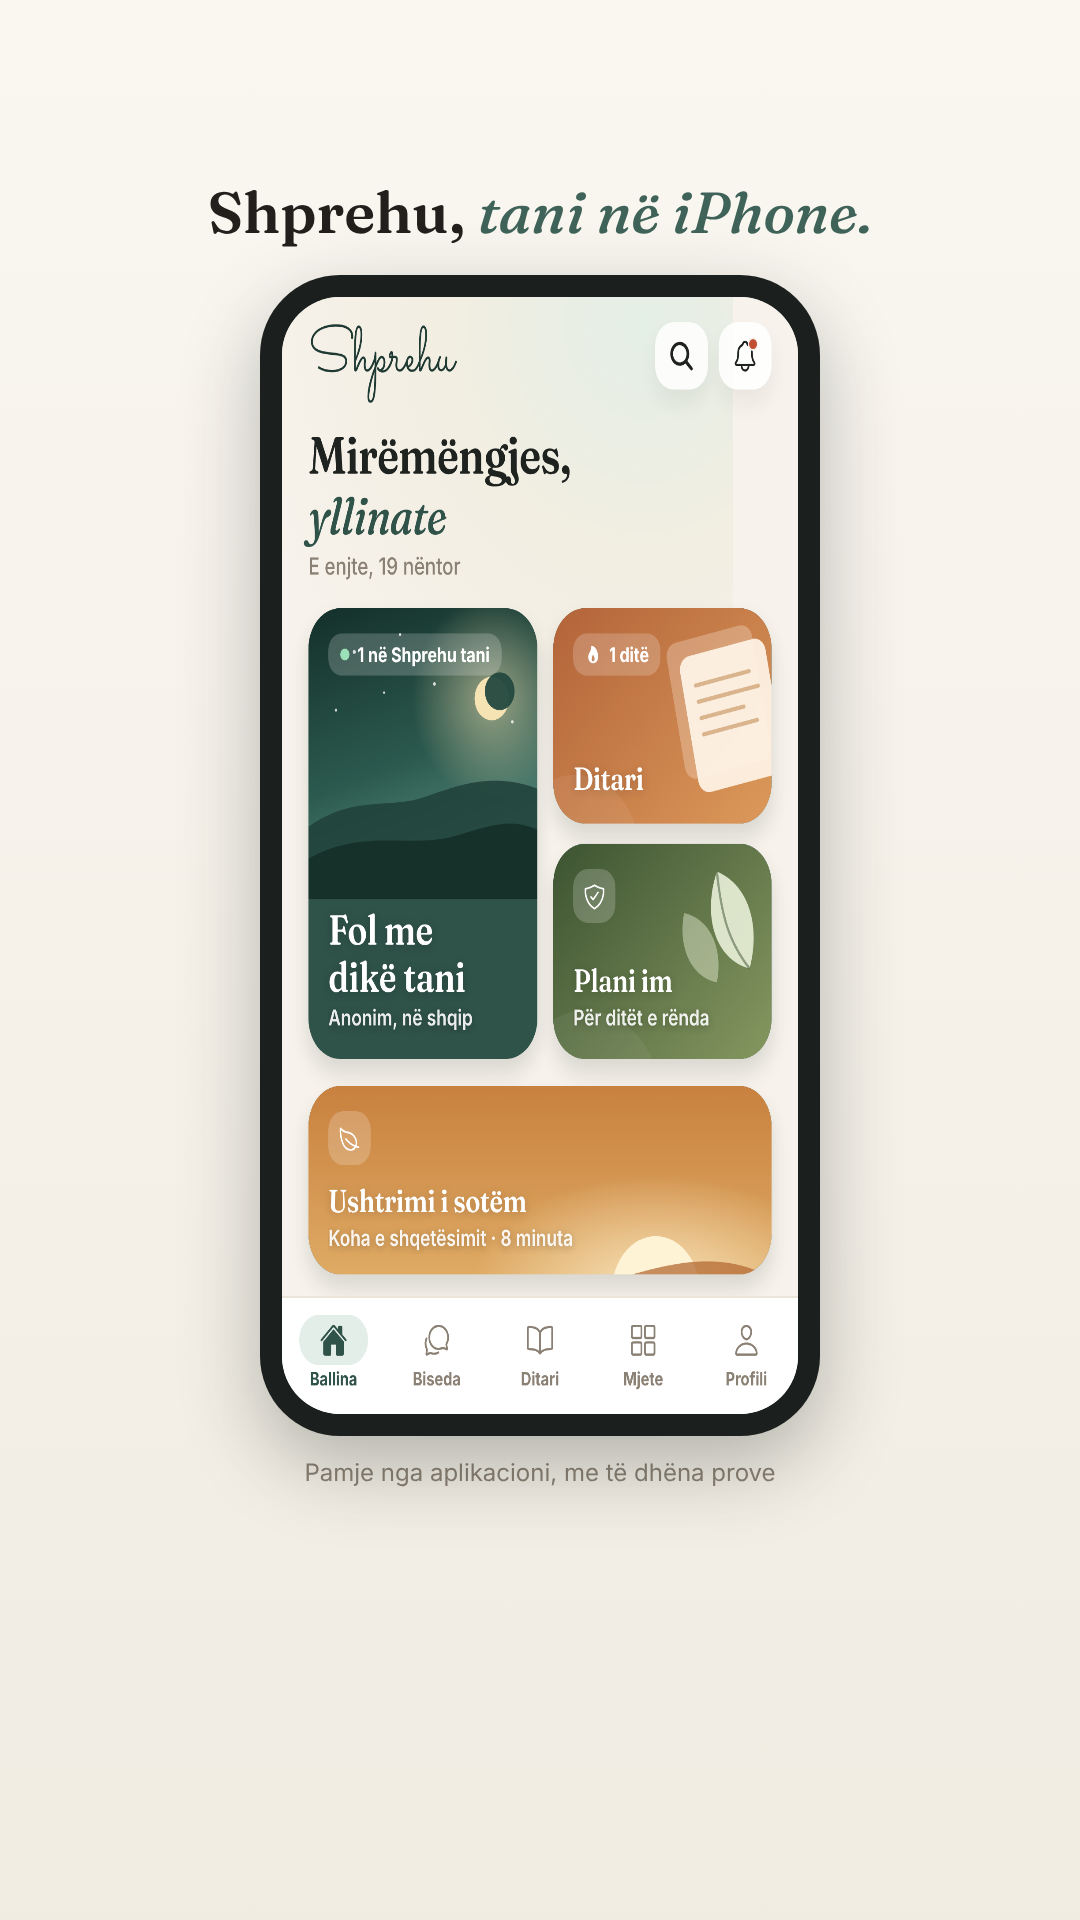 Shprehu, tani në iPhone.
Shprehu
Mirëmëngjes,
yllinate
E enjte, 19 nëntor
1 në Shprehu tani
1 ditë
Ditari
Fol me
dikë tani
Anonim, në shqip
Plani im
Për ditët e rënda
Ushtrimi i sotëm
Koha e shqetësimit · 8 minuta
Ballina
Biseda
Ditari
Mjete
Profili
Pamje nga aplikacioni, me të dhëna prove